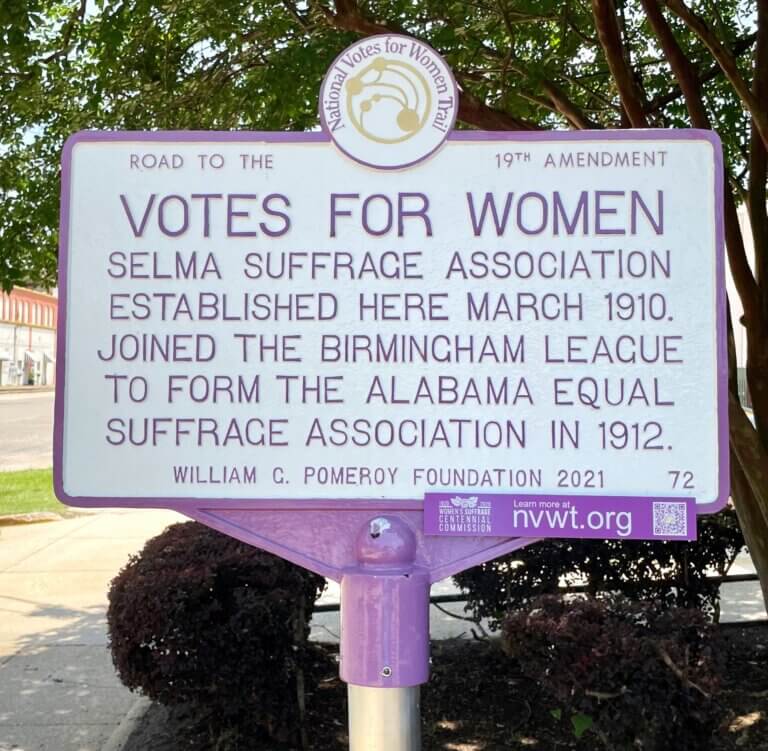 National Votes for Women Trail
ROAD TO THE 19TH AMENDMENT
VOTES FOR WOMEN
SELMA SUFFRAGE ASSOCIATION
ESTABLISHED HERE MARCH 1910.
JOINED THE BIRMINGHAM LEAGUE
TO FORM THE ALABAMA EQUAL
SUFFRAGE ASSOCIATION IN 1912.
WILLIAM G. POMEROY FOUNDATION 2021 72
WOMEN'S SUFFRAGE
CENTENNIAL
COMMISSION
Learn more at
nvwt.org